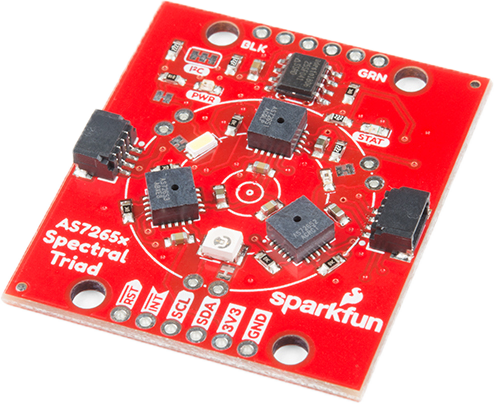 BLK
GRN
I²C
PWR
STAT
AS7265x
Spectral
Triad
sparkfun
RST
INT
SCL
SDA
3V3
GND